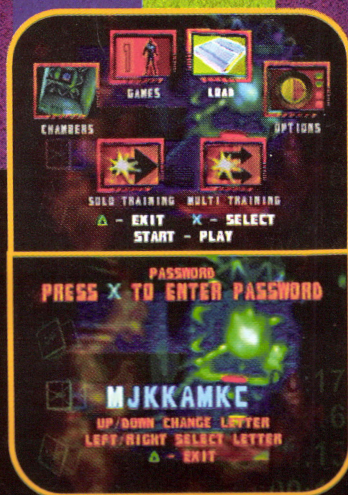 1
GAMES LOAD
CHAMBERS OPTIONS
SOLO TRAINING MULTI TRAINING
△ - EXIT X - SELECT
START - PLAY
PASSWORD
PRESS X TO ENTER PASSWORD
MJKKAMKC
UP/DOWN CHANGE LETTER
LEFT/RIGHT SELECT LETTER
△ - EXIT